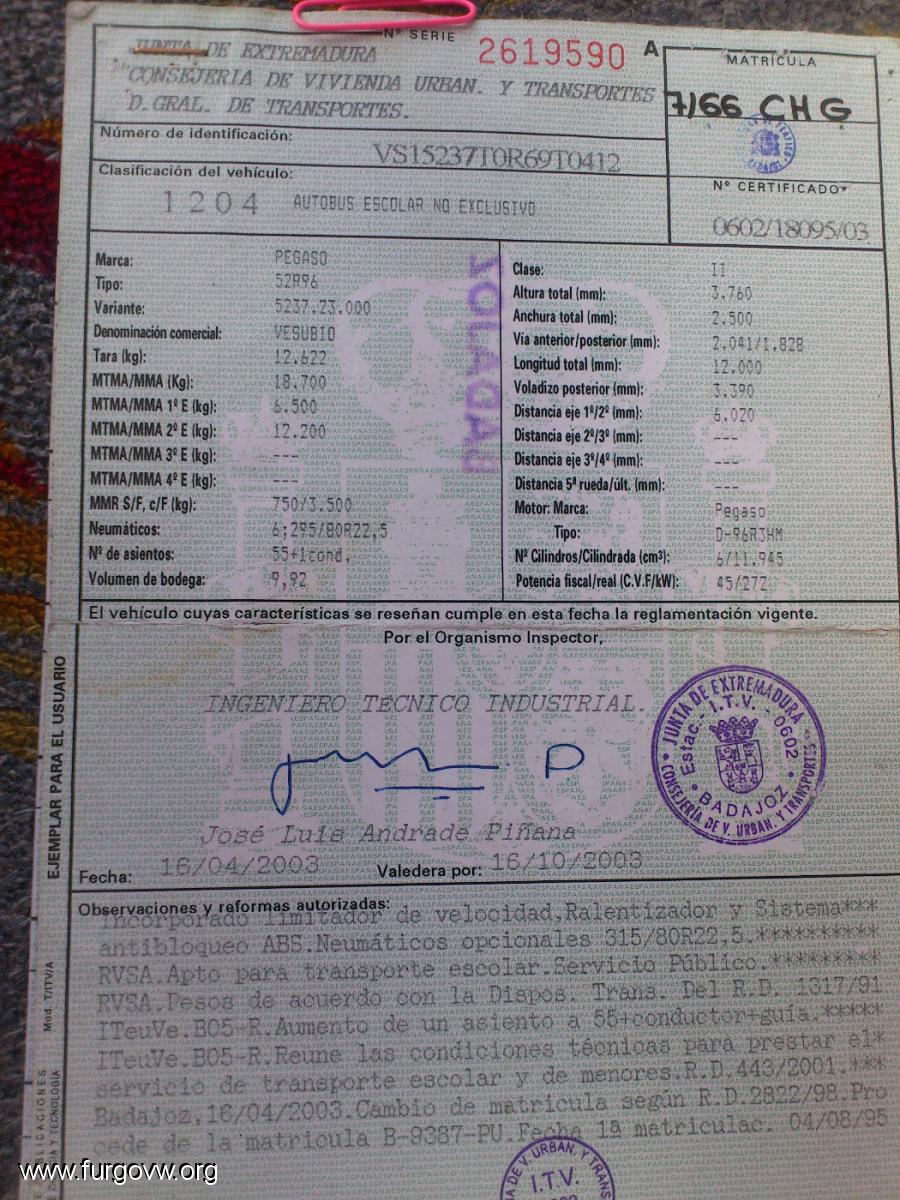 Nº SERIE 2619590 A
JUNTA DE EXTREMADURA
CONSEJERIA DE VIVIENDA URBAN. Y TRANSPORTES
D. GRAL. DE TRANSPORTES.
MATRÍCULA
7166 CHG
Número de identificación:
VS15237T0R69T0412
Clasificación del vehículo:
1204 AUTOBUS ESCOLAR NO EXCLUSIVO
Nº CERTIFICADO
0602/18095/03
Marca: PEGASO
Tipo: 52R96
Variante: 5237.23.000
Denominación comercial: VESUBIO
Tara (kg): 12.622
MTMA/MMA (Kg): 18.700
MTMA/MMA 1º E (kg): 6.500
MTMA/MMA 2º E (kg): 12.200
MTMA/MMA 3º E (kg): ---
MTMA/MMA 4º E (kg): ---
MMR S/F, c/F (kg): 750/3.500
Neumáticos: 6;295/80R22,5
Nº de asientos: 55+1cond.
Volumen de bodega: 9,92
Clase: II
Altura total (mm): 3.760
Anchura total (mm): 2.500
Vía anterior/posterior (mm): 2.041/1.828
Longitud total (mm): 12.000
Voladizo posterior (mm): 3.390
Distancia eje 1º/2º (mm): 6.020
Distancia eje 2º/3º (mm): ---
Distancia eje 3º/4º (mm): ---
Distancia 5ª rueda/últ. (mm): ---
Motor: Marca: Pegaso
Tipo: D-96R3HM
Nº Cilindros/Cilindrada (cm³): 6/11.945
Potencia fiscal/real (C.V.F/kW): 45/272
El vehículo cuyas características se reseñan cumple en esta fecha la reglamentación vigente.
Por el Organismo Inspector,
INGENIERO TECNICO INDUSTRIAL.
JUNTA DE EXTREMADURA
Estac.- I.T.V. - 0602
BADAJOZ
CONSEJERÍA DE V. URBAN. Y TRANSPORTES
José Luis Andrade Piñana
Fecha: 16/04/2003 Valedera por: 16/10/2003
EJEMPLAR PARA EL USUARIO
Observaciones y reformas autorizadas:
Incorporado limitador de velocidad,Ralentizador y Sistema***
antibloqueo ABS.Neumáticos opcionales 315/80R22,5.**********
RVSA.Apto para transporte escolar.Servicio Público.*********
RVSA.Pesos de acuerdo con la Dispos. Trans. Del R.D. 1317/91
ITeuVe.B05-R.Aumento de un asiento a 55+conductor+guía.*****
ITeuVe.B05-R.Reune las condiciones técnicas para prestar el*
servicio de transporte escolar y de menores.R.D.443/2001.***
Badajoz,16/04/2003.Cambio de matricula según R.D.2822/98.Pro
cede de la matricula B-9387-PU.Fecha 1ª matriculac. 04/08/95
Mod. T/ITV/A
DE V. URBAN. Y TRANS
I.T.V.
www.furgovw.org